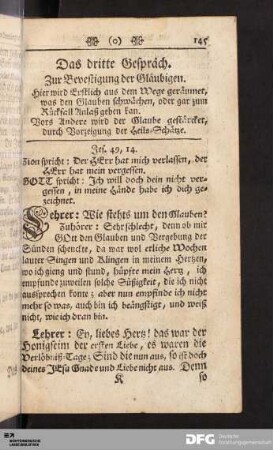 (0) 145
Das dritte Gespräch.
Zur Bevestigung der Gläubigen.
Hier wird Erstlich aus dem Wege geräumet,
was den Glauben schwächen, oder gar zum
Rückfall Anlaß geben kan.
Vors Andere wird der Glaube gestärcket,
durch Vorzeigung der Heils-Schätze.
Jes. 49, 14.
Zion spricht: Der HErr hat mich verlassen, der
HErr hat mein vergessen.
GOTT spricht: Ich will doch dein nicht ver-
gessen, in meine Hände habe ich dich ge-
zeichnet.
Lehrer: Wie stehts um den Glauben?
Zuhörer: Sehr schlecht, denn ob mir
GOtt den Glauben und Vergebung der
Sünden schenckte, da war wol etliche Wochen
lauter Singen und Klingen in meinem Hertzen,
wo ich gieng und stund, hüpfte mein Hertz, ich
empfunde zuweilen solche Süßigkeit, die ich nicht
aussprechen konte; aber nun empfinde ich nicht
mehr so was, auch bin ich beängstigt, und weiß
nicht, wie ich dran bin.
Lehrer: Ey, liebes Hertz! das war der
Honigseim der ersten Liebe, es waren die
Verlöbniß-Tage; Sind die nun aus, so ist doch
deines JEsu Gnade und Liebe nicht aus. Denn
K so
DFG Deutsche
Forschungsgemeinschaft